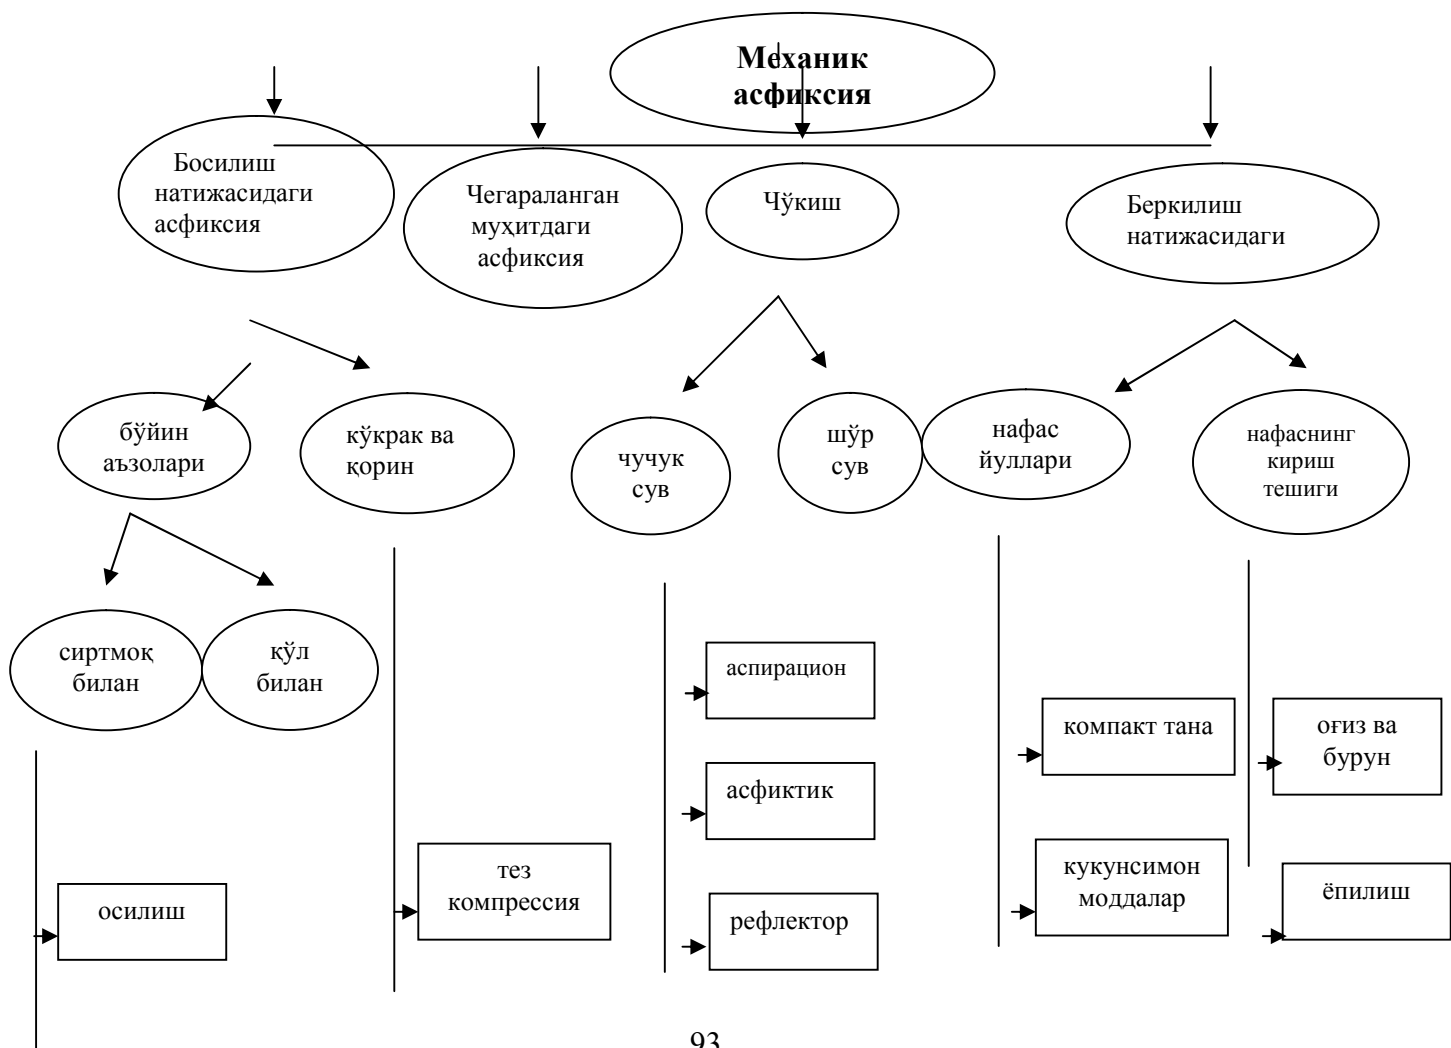 Механик
асфиксия
Босилиш
натижасидаги
асфиксия
Чегараланган
муҳитдаги
асфиксия
Чўкиш
Беркилиш
натижасидаги
бўйин
аъзолари
кўкрак ва
қорин
чучук
сув
шўр
сув
нафас
йуллари
нафаснинг
кириш
тешиги
сиртмоқ
билан
қўл
билан
аспирацион
компакт тана
оғиз ва
бурун
асфиктик
тез
компрессия
кукунсимон
моддалар
ёпилиш
осилиш
рефлектор
93